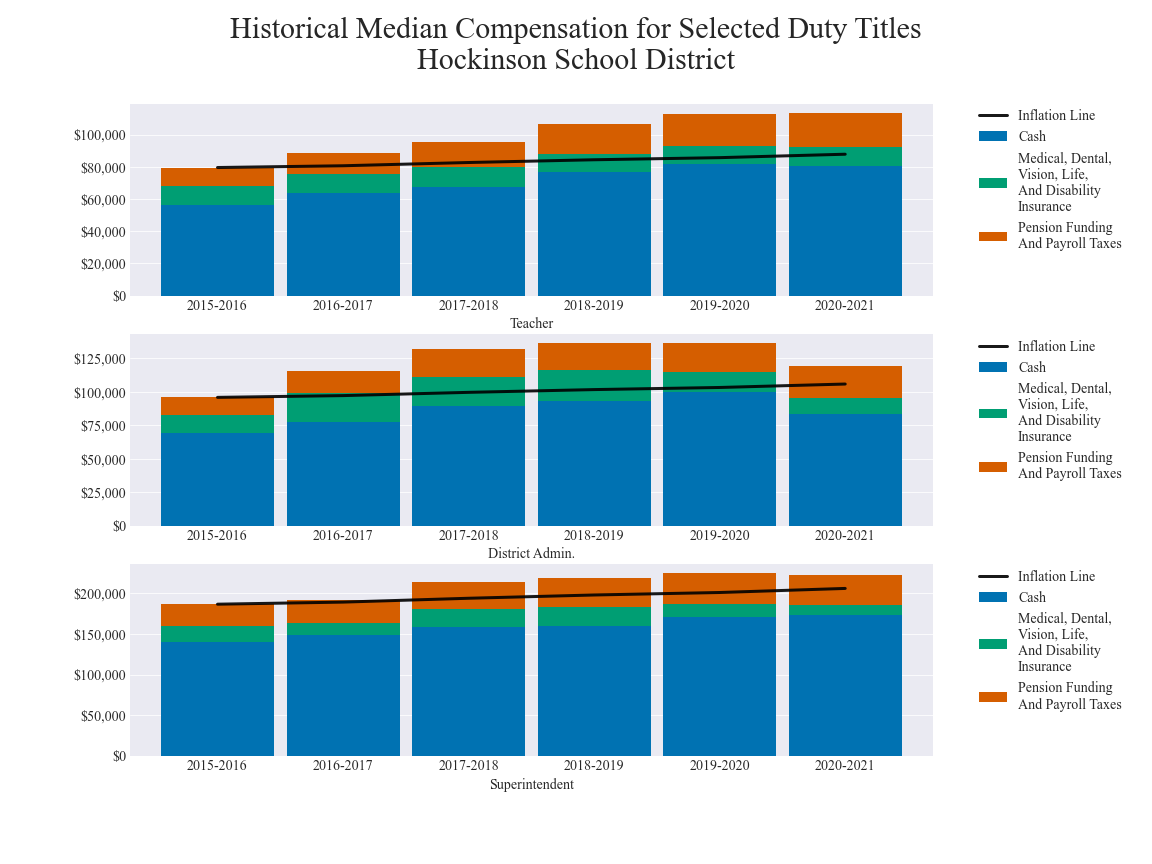 Historical Median Compensation for Selected Duty Titles
Hockinson School District
$100,000
$80,000
$60,000
$40,000
$20,000
$0
2015-2016 2016-2017 2017-2018 2018-2019 2019-2020 2020-2021
Teacher
Inflation Line
Cash
Medical, Dental,
Vision, Life,
And Disability
Insurance
Pension Funding
And Payroll Taxes
$125,000
$100,000
$75,000
$50,000
$25,000
$0
2015-2016 2016-2017 2017-2018 2018-2019 2019-2020 2020-2021
District Admin.
Inflation Line
Cash
Medical, Dental,
Vision, Life,
And Disability
Insurance
Pension Funding
And Payroll Taxes
$200,000
$150,000
$100,000
$50,000
$0
2015-2016 2016-2017 2017-2018 2018-2019 2019-2020 2020-2021
Superintendent
Inflation Line
Cash
Medical, Dental,
Vision, Life,
And Disability
Insurance
Pension Funding
And Payroll Taxes